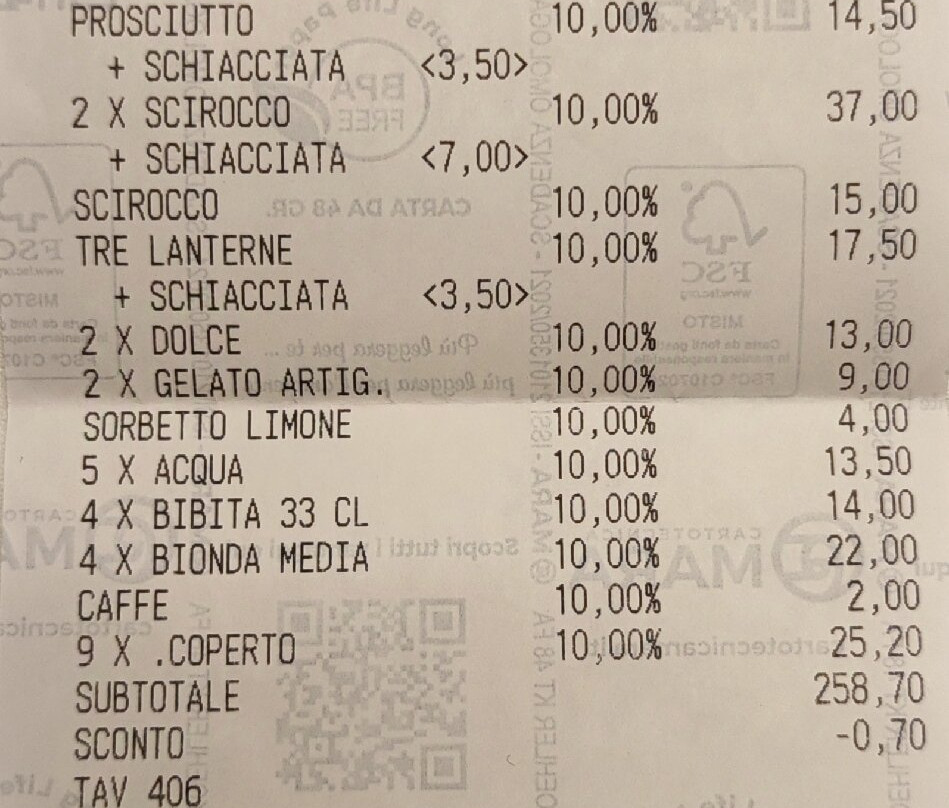 PROSCIUTTO 10,00% 14,50
+ SCHIACCIATA <3,50>
2 X SCIROCCO 10,00% 37,00
+ SCHIACCIATA <7,00>
SCIROCCO 10,00% 15,00
TRE LANTERNE 10,00% 17,50
+ SCHIACCIATA <3,50>
2 X DOLCE 10,00% 13,00
2 X GELATO ARTIG. 10,00% 9,00
SORBETTO LIMONE 10,00% 4,00
5 X ACQUA 10,00% 13,50
4 X BIBITA 33 CL 10,00% 14,00
4 X BIONDA MEDIA 10,00% 22,00
CAFFE 10,00% 2,00
9 X .COPERTO 10,00% 25,20
SUBTOTALE 258,70
SCONTO -0,70
TAV 406